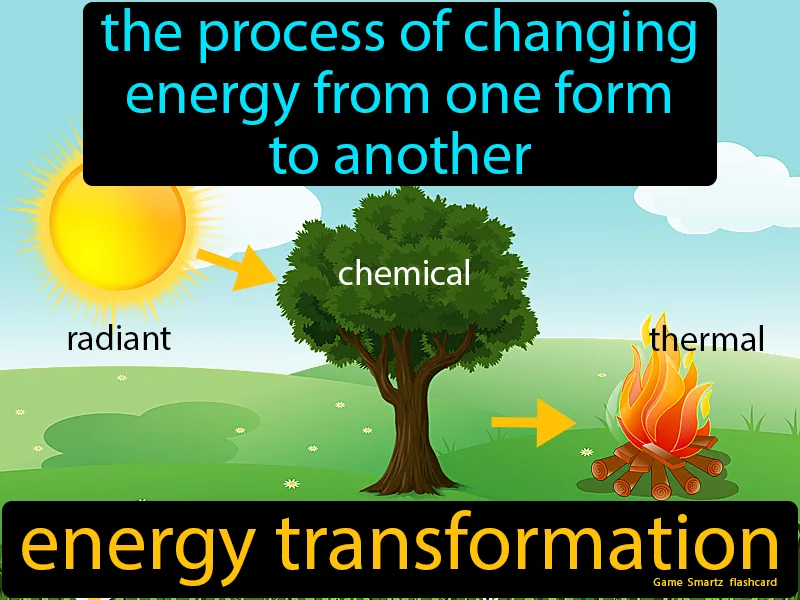 the process of changing
energy from one form
to another
chemical
radiant
thermal
energy transformation
Game Smartz flashcard